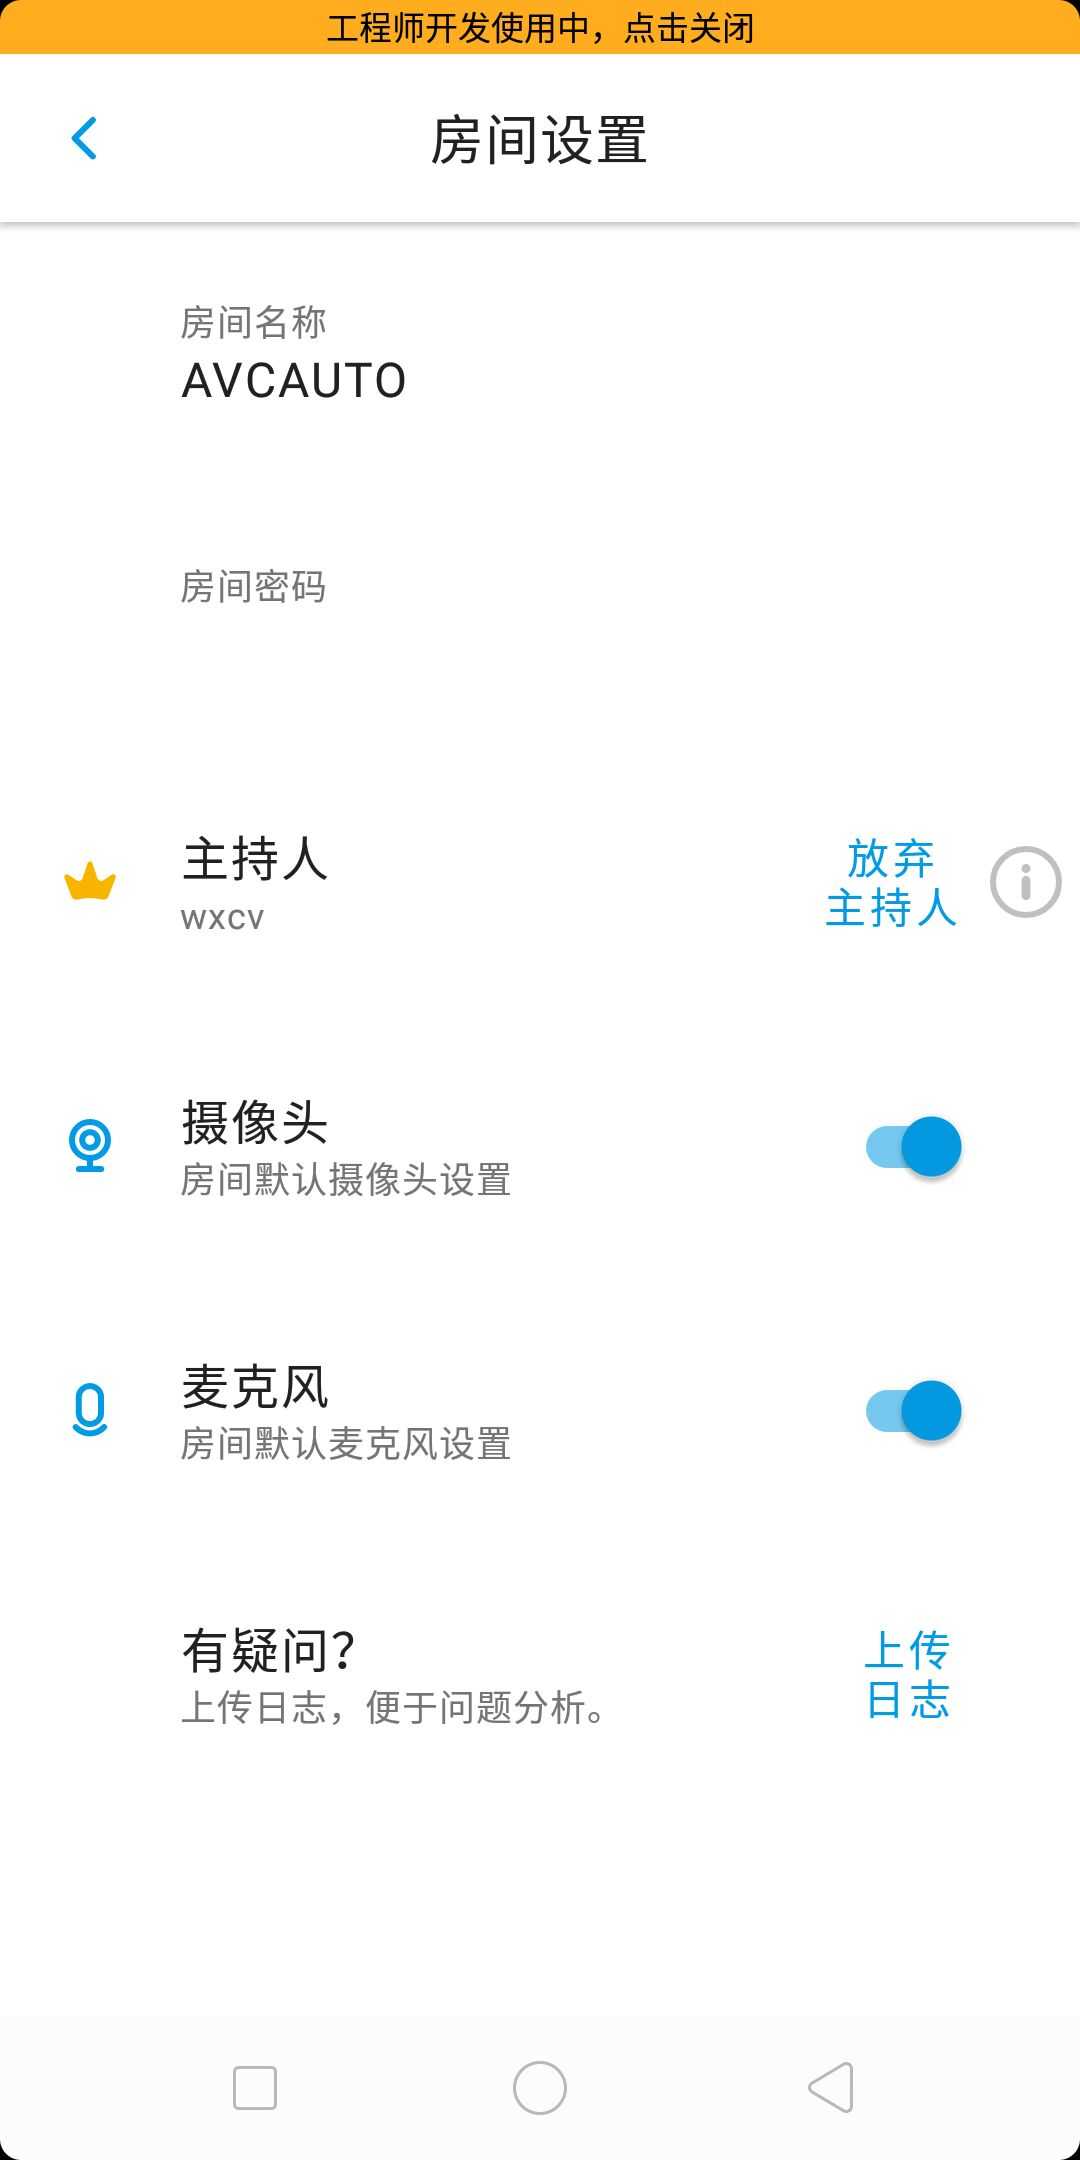 工程师开发使用中，点击关闭
房间设置
房间名称
AVCAUTO
房间密码
主持人
wxcv
放弃
主持人
摄像头
房间默认摄像头设置
麦克风
房间默认麦克风设置
有疑问？
上传日志，便于问题分析。
上传
日志